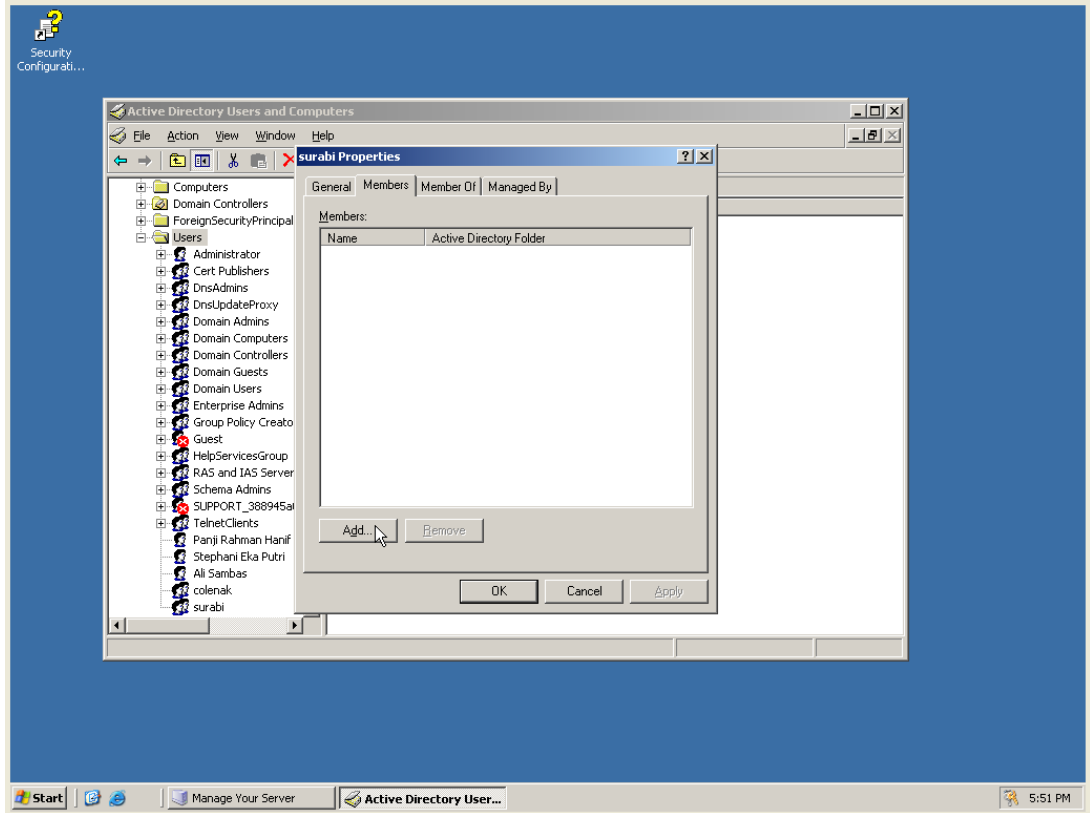 Security
Configurati...
Active Directory Users and Computers
File Action View Window Help
surabi Properties
General Members Member Of Managed By
Members:
Name Active Directory Folder
Computers
Domain Controllers
ForeignSecurityPrincipal
Users
Administrator
Cert Publishers
DnsAdmins
DnsUpdateProxy
Domain Admins
Domain Computers
Domain Controllers
Domain Guests
Domain Users
Enterprise Admins
Group Policy Creato
Guest
HelpServicesGroup
RAS and IAS Server
Schema Admins
SUPPORT_388945a
TelnetClients
Panji Rahman Hanif
Stephani Eka Putri
Ali Sambas
colenak
surabi
Add... Remove
OK Cancel Apply
Start Manage Your Server Active Directory User... 5:51 PM